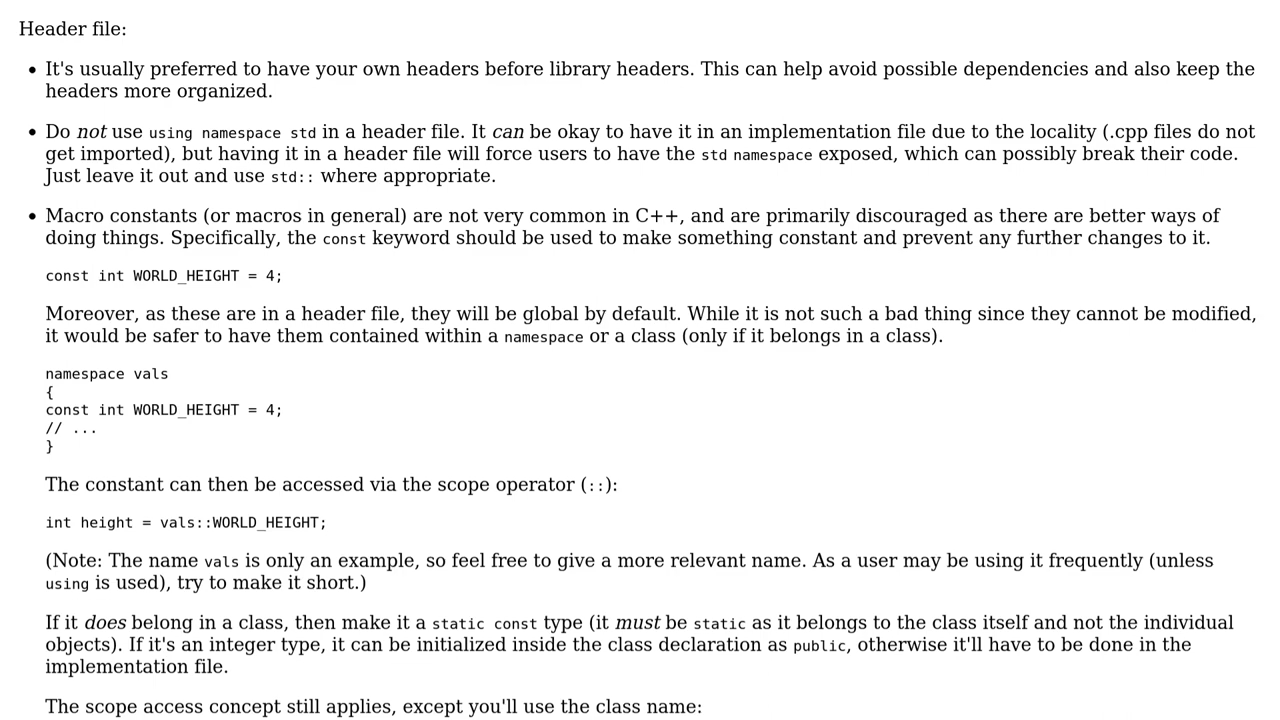 Header file:
• It's usually preferred to have your own headers before library headers. This can help avoid possible dependencies and also keep the
headers more organized.
• Do not use using namespace std in a header file. It can be okay to have it in an implementation file due to the locality (.cpp files do not
get imported), but having it in a header file will force users to have the std namespace exposed, which can possibly break their code.
Just leave it out and use std:: where appropriate.
• Macro constants (or macros in general) are not very common in C++, and are primarily discouraged as there are better ways of
doing things. Specifically, the const keyword should be used to make something constant and prevent any further changes to it.
const int WORLD_HEIGHT = 4;
Moreover, as these are in a header file, they will be global by default. While it is not such a bad thing since they cannot be modified,
it would be safer to have them contained within a namespace or a class (only if it belongs in a class).
namespace vals
{
const int WORLD_HEIGHT = 4;
// ...
}
The constant can then be accessed via the scope operator (::):
int height = vals::WORLD_HEIGHT;
(Note: The name vals is only an example, so feel free to give a more relevant name. As a user may be using it frequently (unless
using is used), try to make it short.)
If it does belong in a class, then make it a static const type (it must be static as it belongs to the class itself and not the individual
objects). If it's an integer type, it can be initialized inside the class declaration as public, otherwise it'll have to be done in the
implementation file.
The scope access concept still applies, except you'll use the class name: